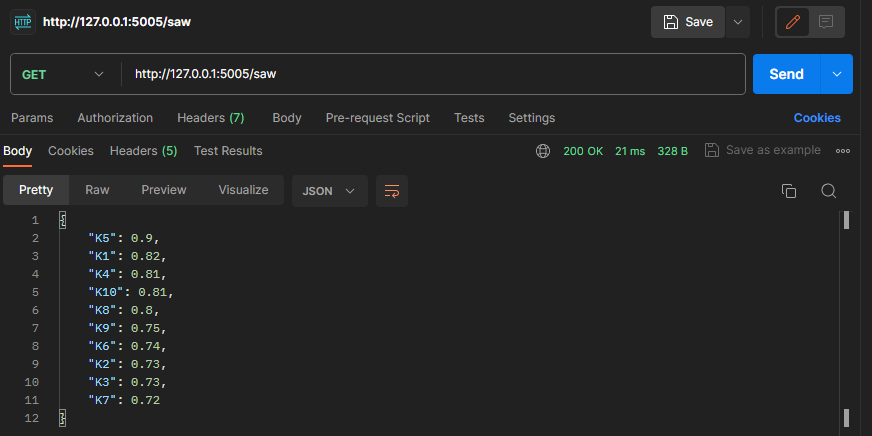 HTTP http://127.0.0.1:5005/saw Save
GET http://127.0.0.1:5005/saw Send
Params Authorization Headers (7) Body Pre-request Script Tests Settings Cookies
Body Cookies Headers (5) Test Results 200 OK 21 ms 328 B Save as example
Pretty Raw Preview Visualize JSON
1 {
2 "K5": 0.9,
3 "K1": 0.82,
4 "K4": 0.81,
5 "K10": 0.81,
6 "K8": 0.8,
7 "K9": 0.75,
8 "K6": 0.74,
9 "K2": 0.73,
10 "K3": 0.73,
11 "K7": 0.72
12 }